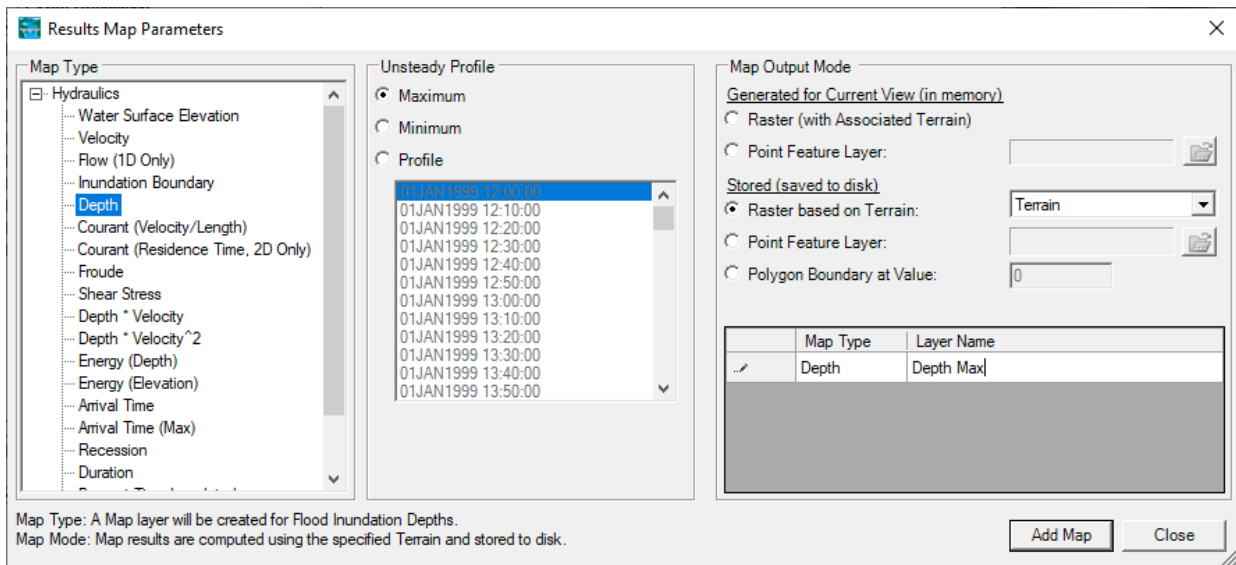 Results Map Parameters
Map Type
Hydraulics
Water Surface Elevation
Velocity
Flow (1D Only)
Inundation Boundary
Depth
Courant (Velocity/Length)
Courant (Residence Time, 2D Only)
Froude
Shear Stress
Depth * Velocity
Depth * Velocity^2
Energy (Depth)
Energy (Elevation)
Arrival Time
Arrival Time (Max)
Recession
Duration
Unsteady Profile
Maximum
Minimum
Profile
01JAN1999 12:00:00
01JAN1999 12:10:00
01JAN1999 12:20:00
01JAN1999 12:30:00
01JAN1999 12:40:00
01JAN1999 12:50:00
01JAN1999 13:00:00
01JAN1999 13:10:00
01JAN1999 13:20:00
01JAN1999 13:30:00
01JAN1999 13:40:00
01JAN1999 13:50:00
Map Output Mode
Generated for Current View (in memory)
Raster (with Associated Terrain)
Point Feature Layer:
Stored (saved to disk)
Raster based on Terrain: Terrain
Point Feature Layer:
Polygon Boundary at Value: 0
Map Type Layer Name
Depth Depth Max
Map Type: A Map layer will be created for Flood Inundation Depths.
Map Mode: Map results are computed using the specified Terrain and stored to disk.
Add Map Close